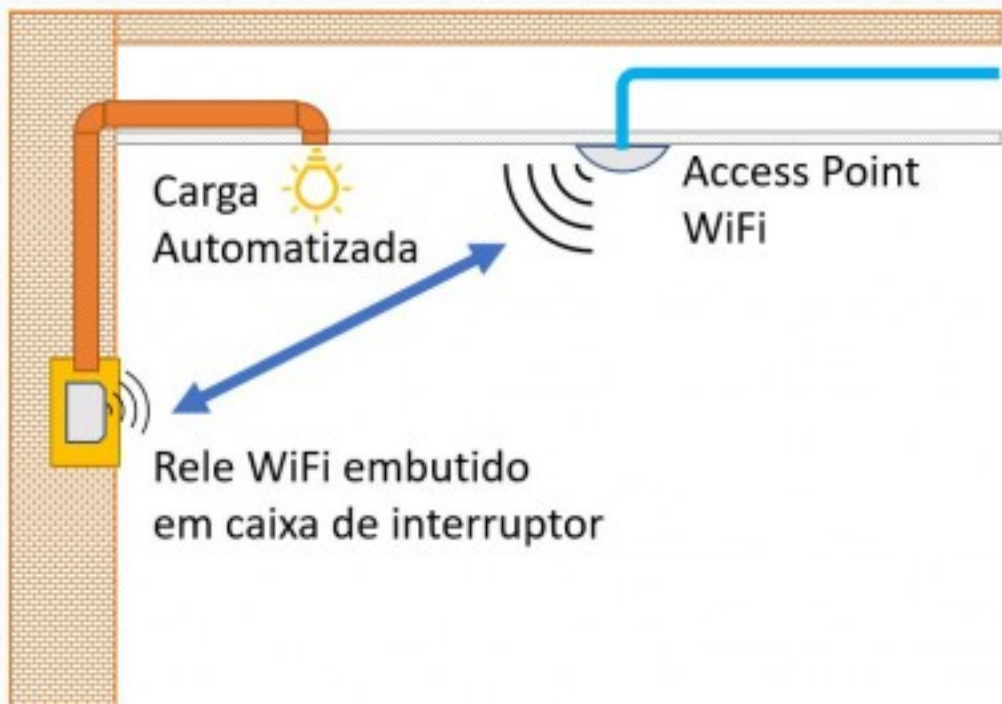 Carga
Automatizada
Access Point
WiFi
Rele WiFi embutido
em caixa de interruptor